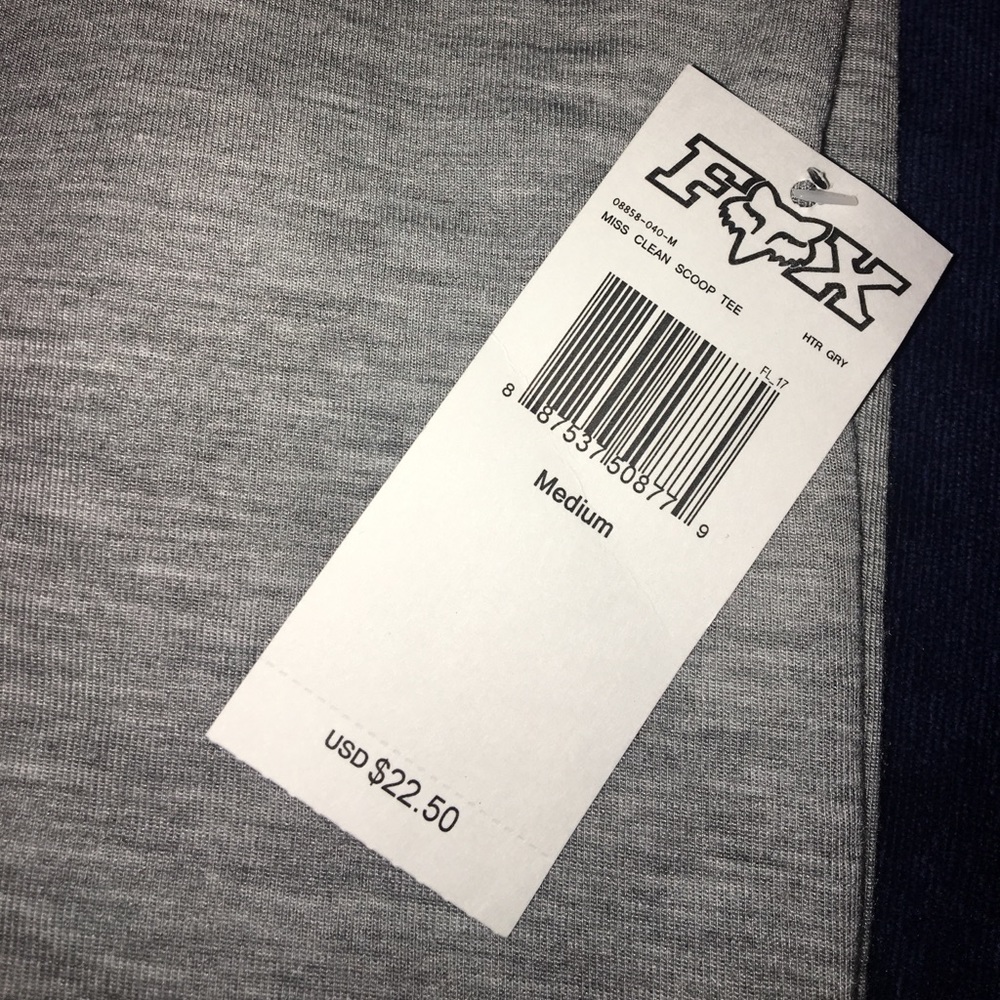 FOX
08858-040-M
MISS CLEAN SCOOP TEE
HTR GRY
FL_17
8 87537 50877 9
Medium
USD $22.50